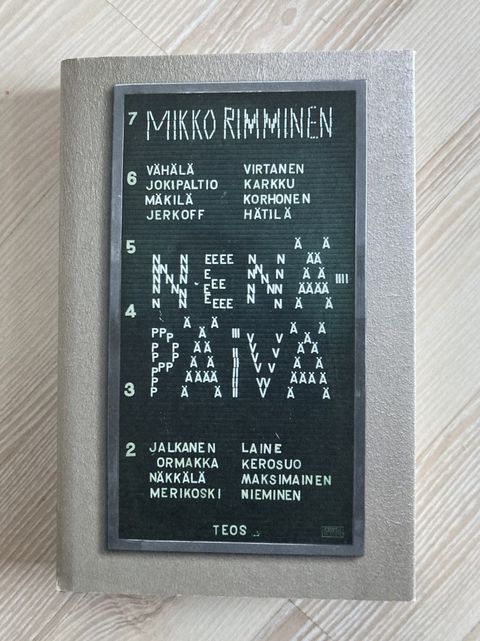 7 MIKKO RIMMINEN
VÄHÄLÄ VIRTANEN
6 JOKIPALTIO KARKKU
MÄKILÄ KORHONEN
JERKOFF HÄTILÄ
5
NENÄ-
4
PÄIVÄ
3
2 JALKANEN LAINE
ORMAKKA KEROSUO
NÄKKÄLÄ MAKSIMAINEN
MERIKOSKI NIEMINEN
TEOS